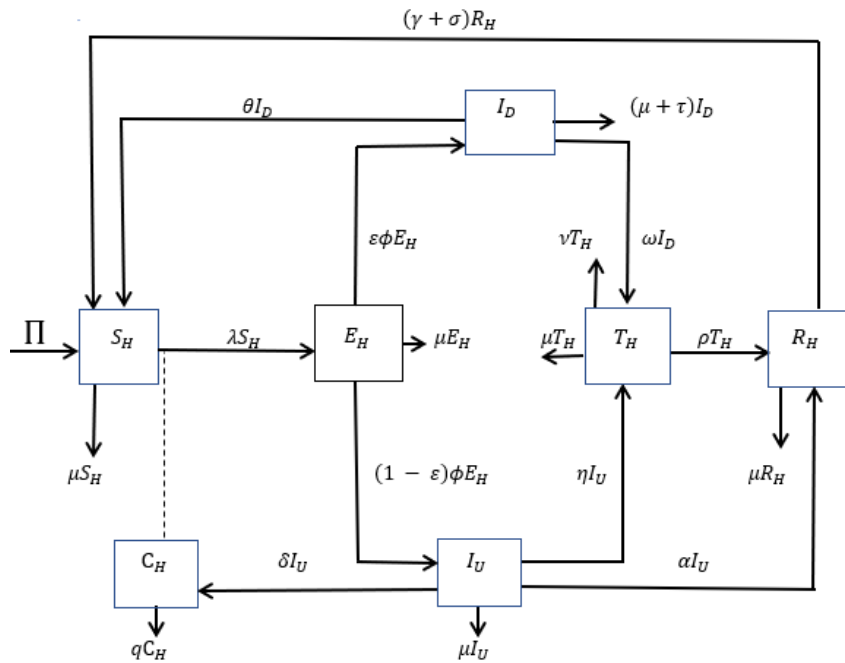 (γ + σ)R_H
θI_D
I_D
(μ + τ)I_D
εϕE_H
νT_H
ωI_D
Π
S_H
λS_H
E_H
μE_H
μT_H
T_H
ρT_H
R_H
μS_H
(1 − ε)ϕE_H
ηI_U
μR_H
C_H
δI_U
I_U
αI_U
qC_H
μI_U